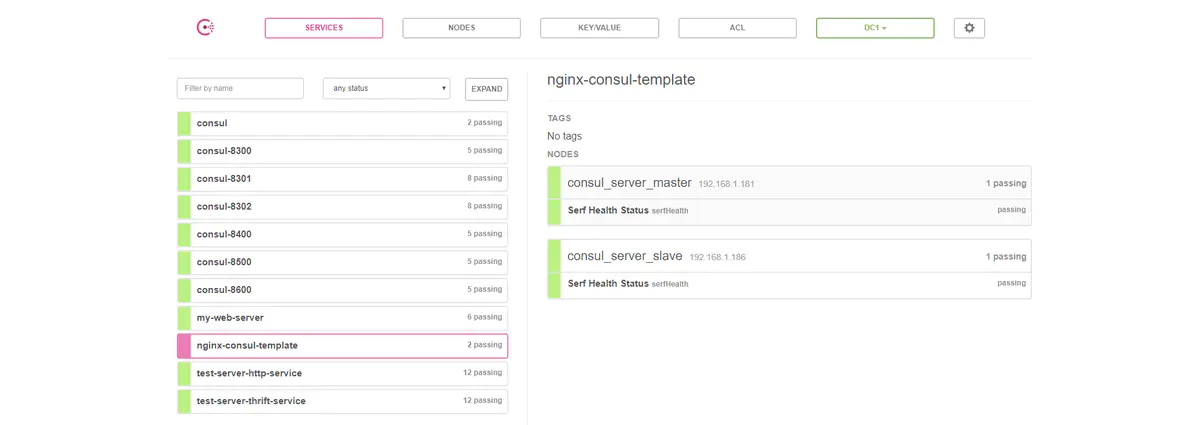 SERVICES NODES KEY/VALUE ACL DC1
Filter by name any status EXPAND
consul 2 passing
consul-8300 5 passing
consul-8301 8 passing
consul-8302 8 passing
consul-8400 5 passing
consul-8500 5 passing
consul-8600 5 passing
my-web-server 6 passing
nginx-consul-template 2 passing
test-server-http-service 12 passing
test-server-thrift-service 12 passing
nginx-consul-template
TAGS
No tags
NODES
consul_server_master 192.168.1.181 1 passing
Serf Health Status serfHealth passing
consul_server_slave 192.168.1.186 1 passing
Serf Health Status serfHealth passing